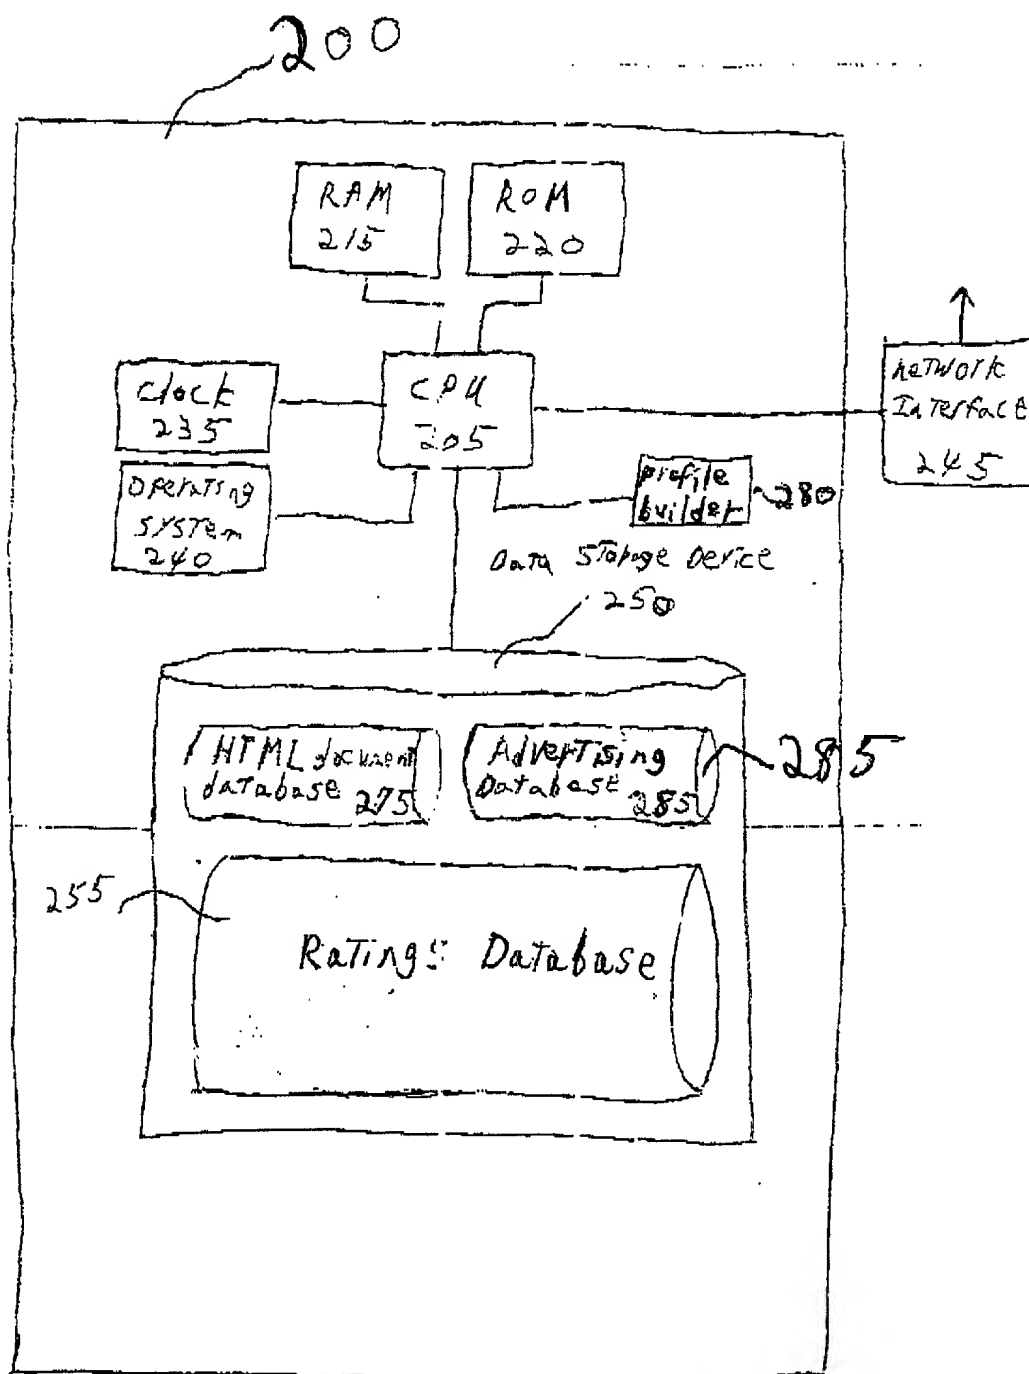 200
RAM
215
ROM
220
Clock
235
CPU
205
network
Interface
245
Operating
System
240
profile
builder
280
Data Storage Device
250
HTML document
database 275
Advertising
Database 285
285
255
Ratings Database